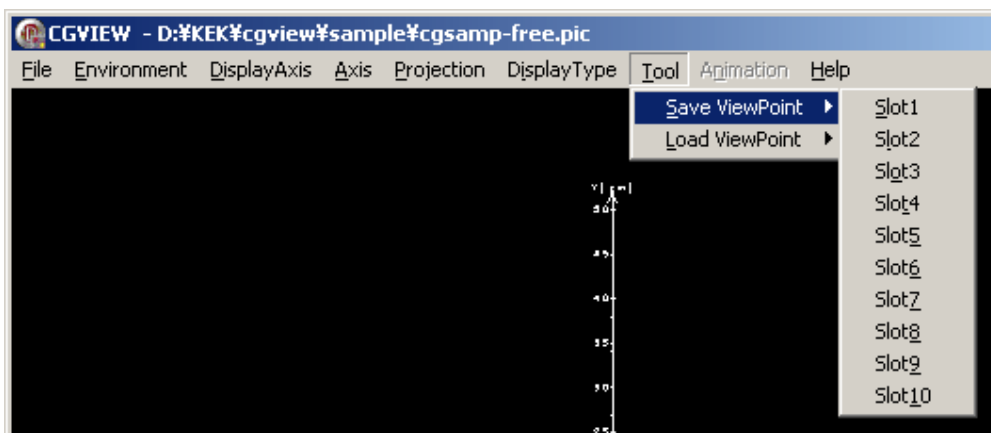 CGVIEW - D:¥KEK¥cgview¥sample¥cgsamp-free.pic
File Environment DisplayAxis Axis Projection DisplayType Tool Animation Help
Save ViewPoint
Load ViewPoint
Slot1
Slot2
Slot3
Slot4
Slot5
Slot6
Slot7
Slot8
Slot9
Slot10
40